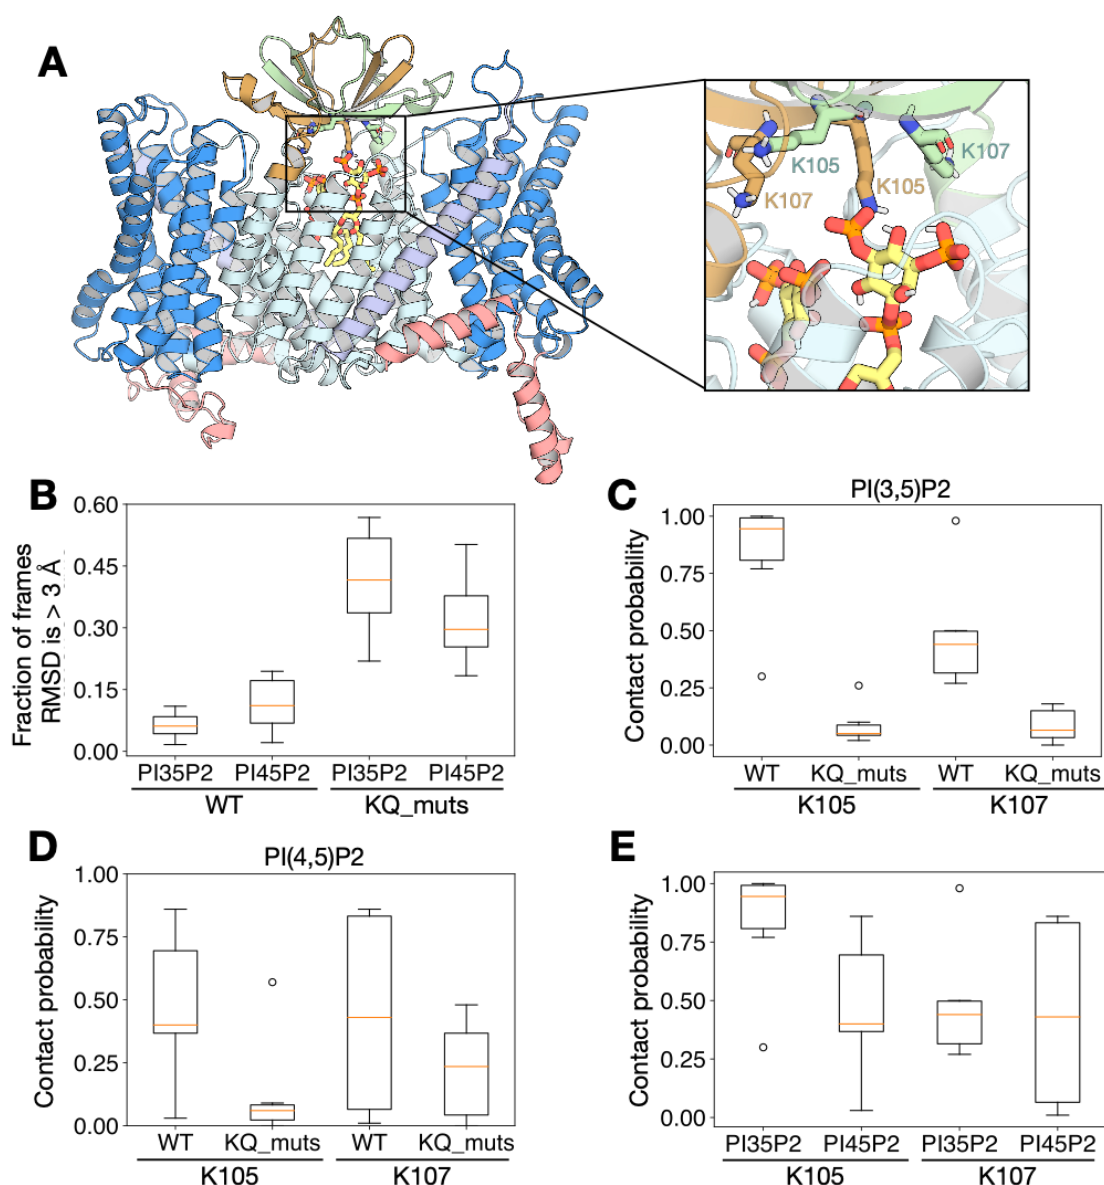 A
K105
K107
K105
K107
B
Fraction of frames
RMSD is > 3 Å
0.60
0.45
0.30
0.15
0.00
PI35P2
PI45P2
PI35P2
PI45P2
WT
KQ_muts
C
PI(3,5)P2
Contact probability
1.00
0.75
0.50
0.25
0.00
WT
KQ_muts
WT
KQ_muts
K105
K107
D
PI(4,5)P2
Contact probability
1.00
0.75
0.50
0.25
0.00
WT
KQ_muts
WT
KQ_muts
K105
K107
E
Contact probability
1.00
0.75
0.50
0.25
0.00
PI35P2
PI45P2
PI35P2
PI45P2
K105
K107